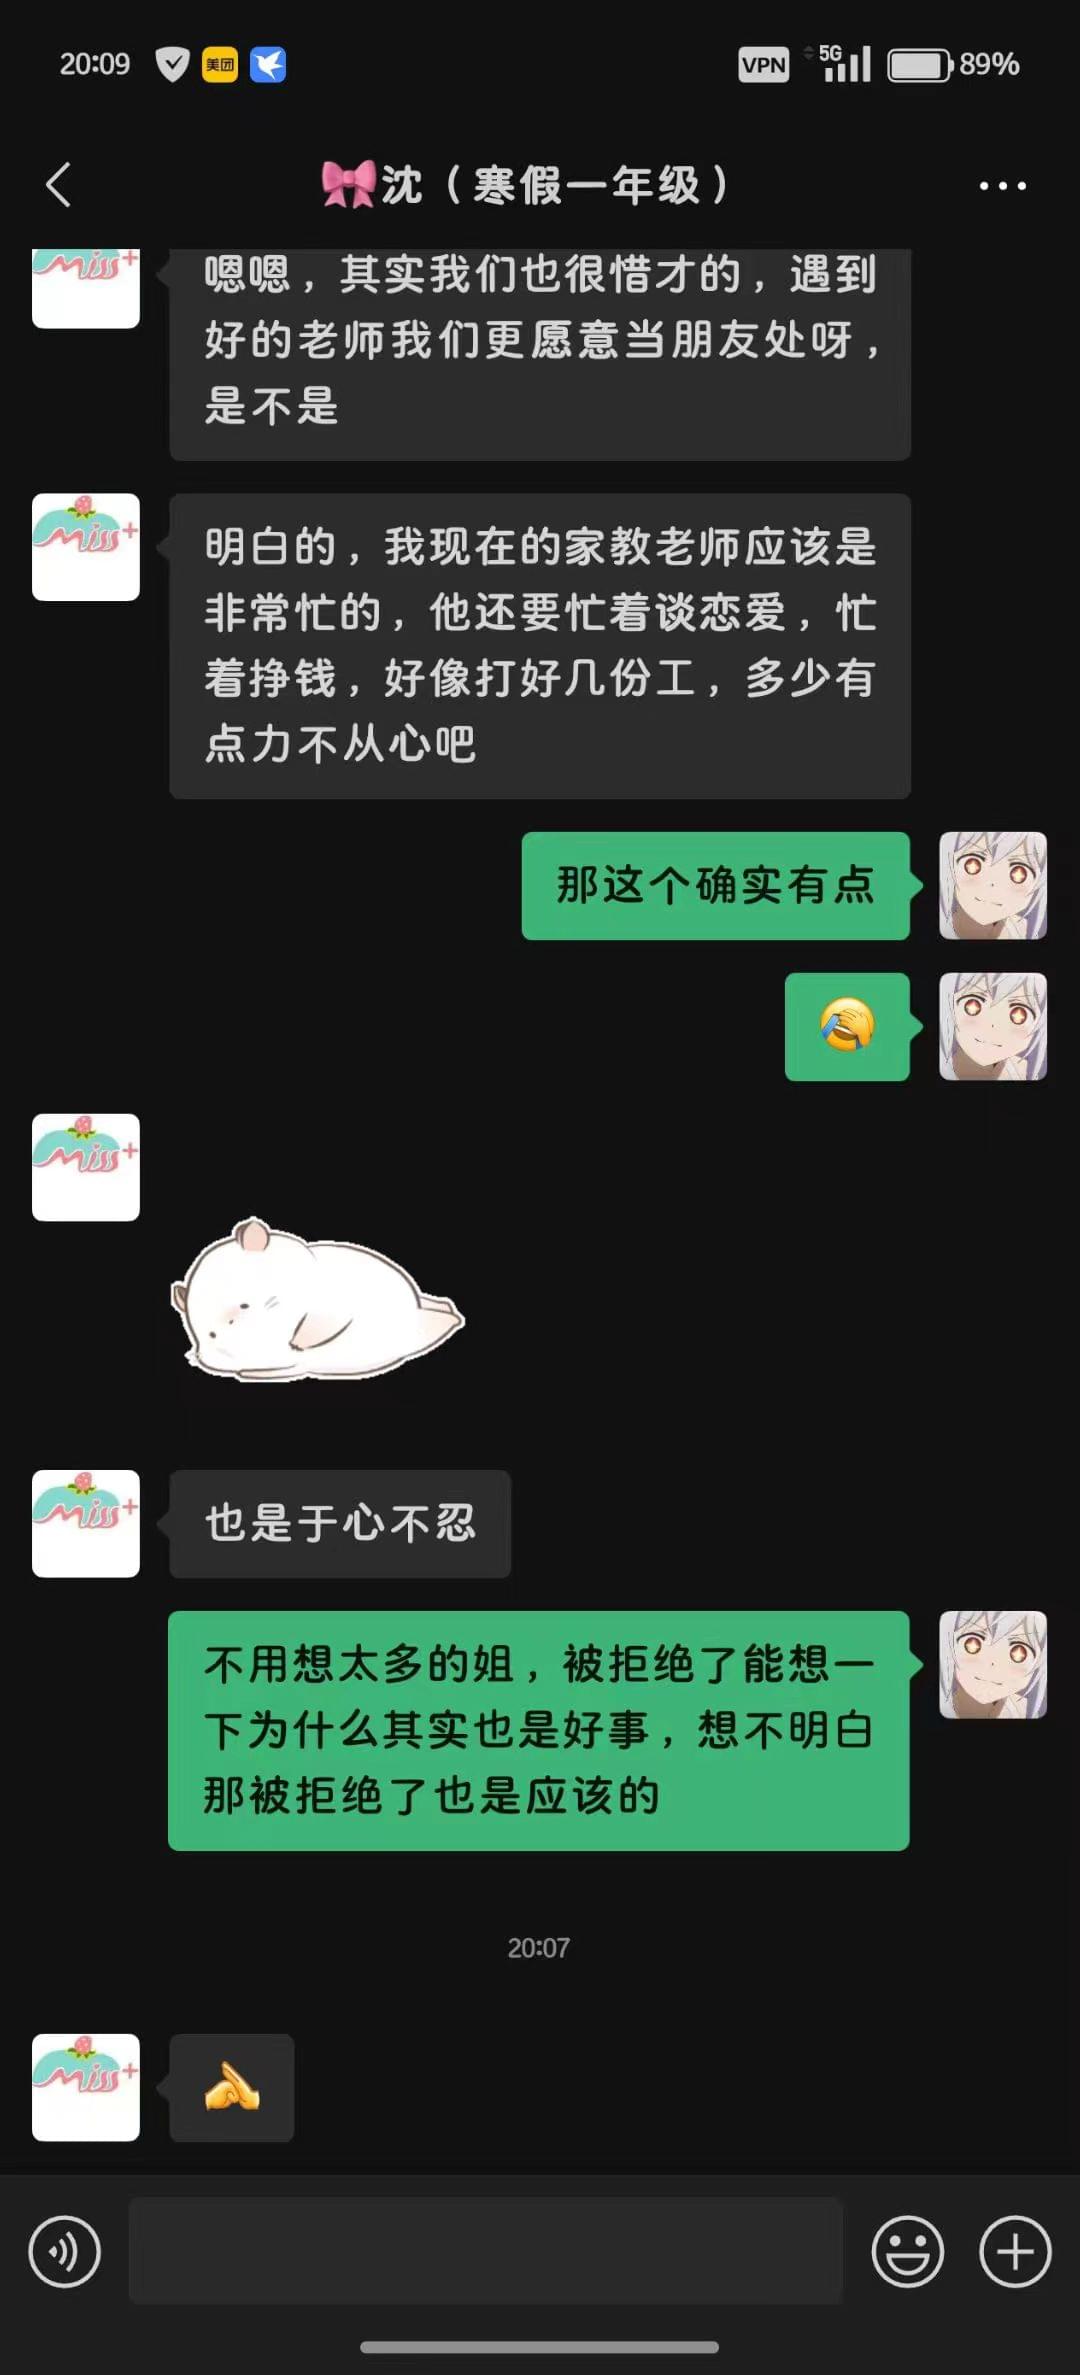 20:09
美团
VPN
5G
89%
沈（寒假一年级）
Miss+
嗯嗯，其实我们也很惜才的，遇到
好的老师我们更愿意当朋友处呀，
是不是
Miss+
明白的，我现在的家教老师应该是
非常忙的，他还要忙着谈恋爱，忙
着挣钱，好像打好几份工，多少有
点力不从心吧
那这个确实有点
Miss+
Miss+
也是于心不忍
不用想太多的姐，被拒绝了能想一
下为什么其实也是好事，想不明白
那被拒绝了也是应该的
20:07
Miss+